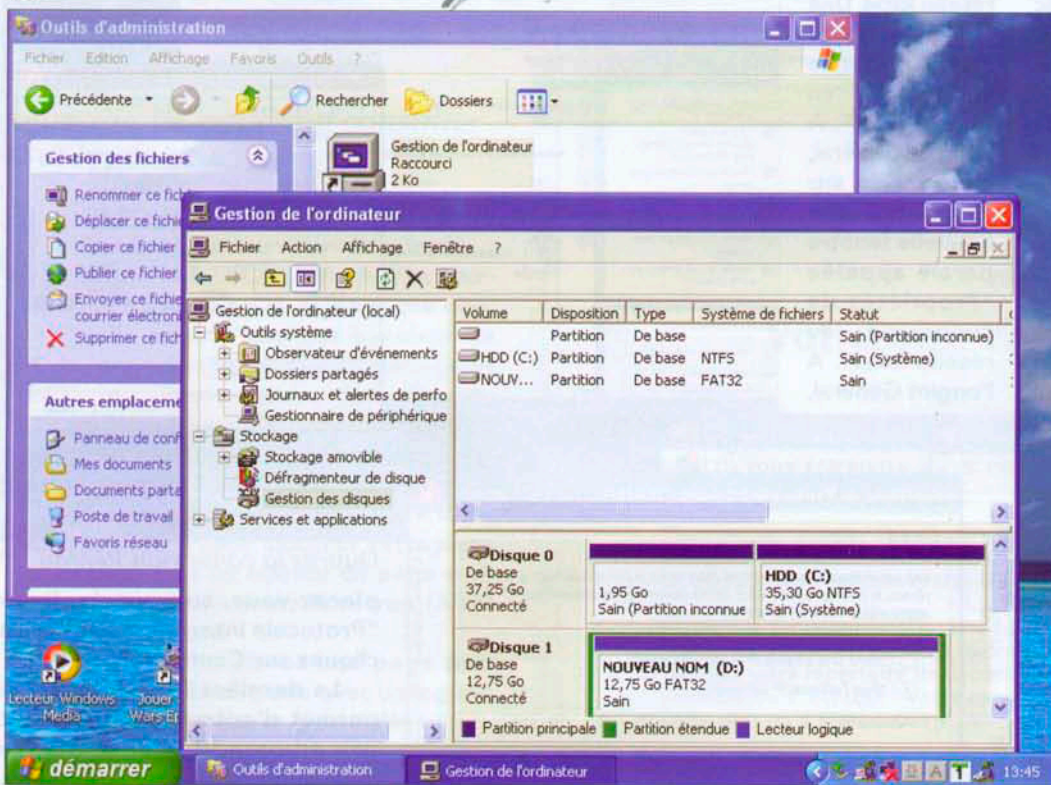 Outils d'administration
Fichier Edition Affichage Favoris Outils ?
Précédente
Rechercher
Dossiers
Gestion des fichiers
Renommer ce fich
Déplacer ce fichie
Copier ce fichier
Publier ce fichier
Envoyer ce fichie
courrier électroni
Supprimer ce fich
Autres emplaceme
Panneau de conf
Mes documents
Documents parta
Poste de travail
Favoris réseau
Gestion de l'ordinateur
Raccourci
2 Ko
Gestion de l'ordinateur
Fichier Action Affichage Fenêtre ?
Gestion de l'ordinateur (local)
Outils système
Observateur d'événements
Dossiers partagés
Journaux et alertes de perfo
Gestionnaire de périphérique
Stockage
Stockage amovible
Défragmenteur de disque
Gestion des disques
Services et applications
Volume Disposition Type Système de fichiers Statut
Partition De base Sain (Partition inconnue)
HDD (C:) Partition De base NTFS Sain (Système)
NOUV... Partition De base FAT32 Sain
Disque 0
De base
37,25 Go
Connecté
1,95 Go
Sain (Partition inconnue
HDD (C:)
35,30 Go NTFS
Sain (Système)
Disque 1
De base
12,75 Go
Connecté
NOUVEAU NOM (D:)
12,75 Go FAT32
Sain
Partition principale Partition étendue Lecteur logique
Lecteur Windows
Media
Jouer
Wars Ep
démarrer
Outils d'administration
Gestion de l'ordinateur
13:45